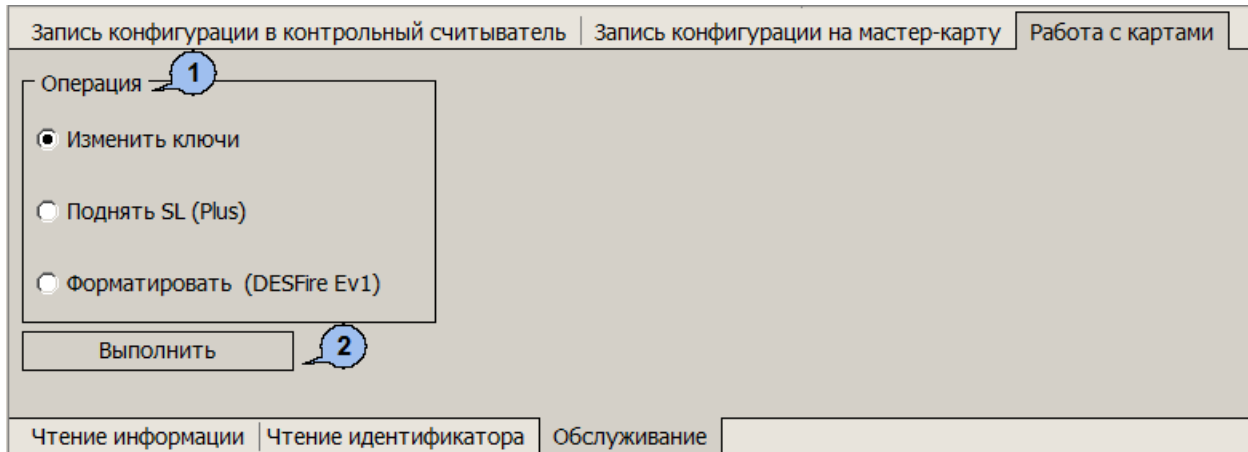 Запись конфигурации в контрольный считыватель Запись конфигурации на мастер-карту Работа с картами
Операция 1
Изменить ключи
Поднять SL (Plus)
Форматировать (DESFire Ev1)
Выполнить 2
Чтение информации Чтение идентификатора Обслуживание